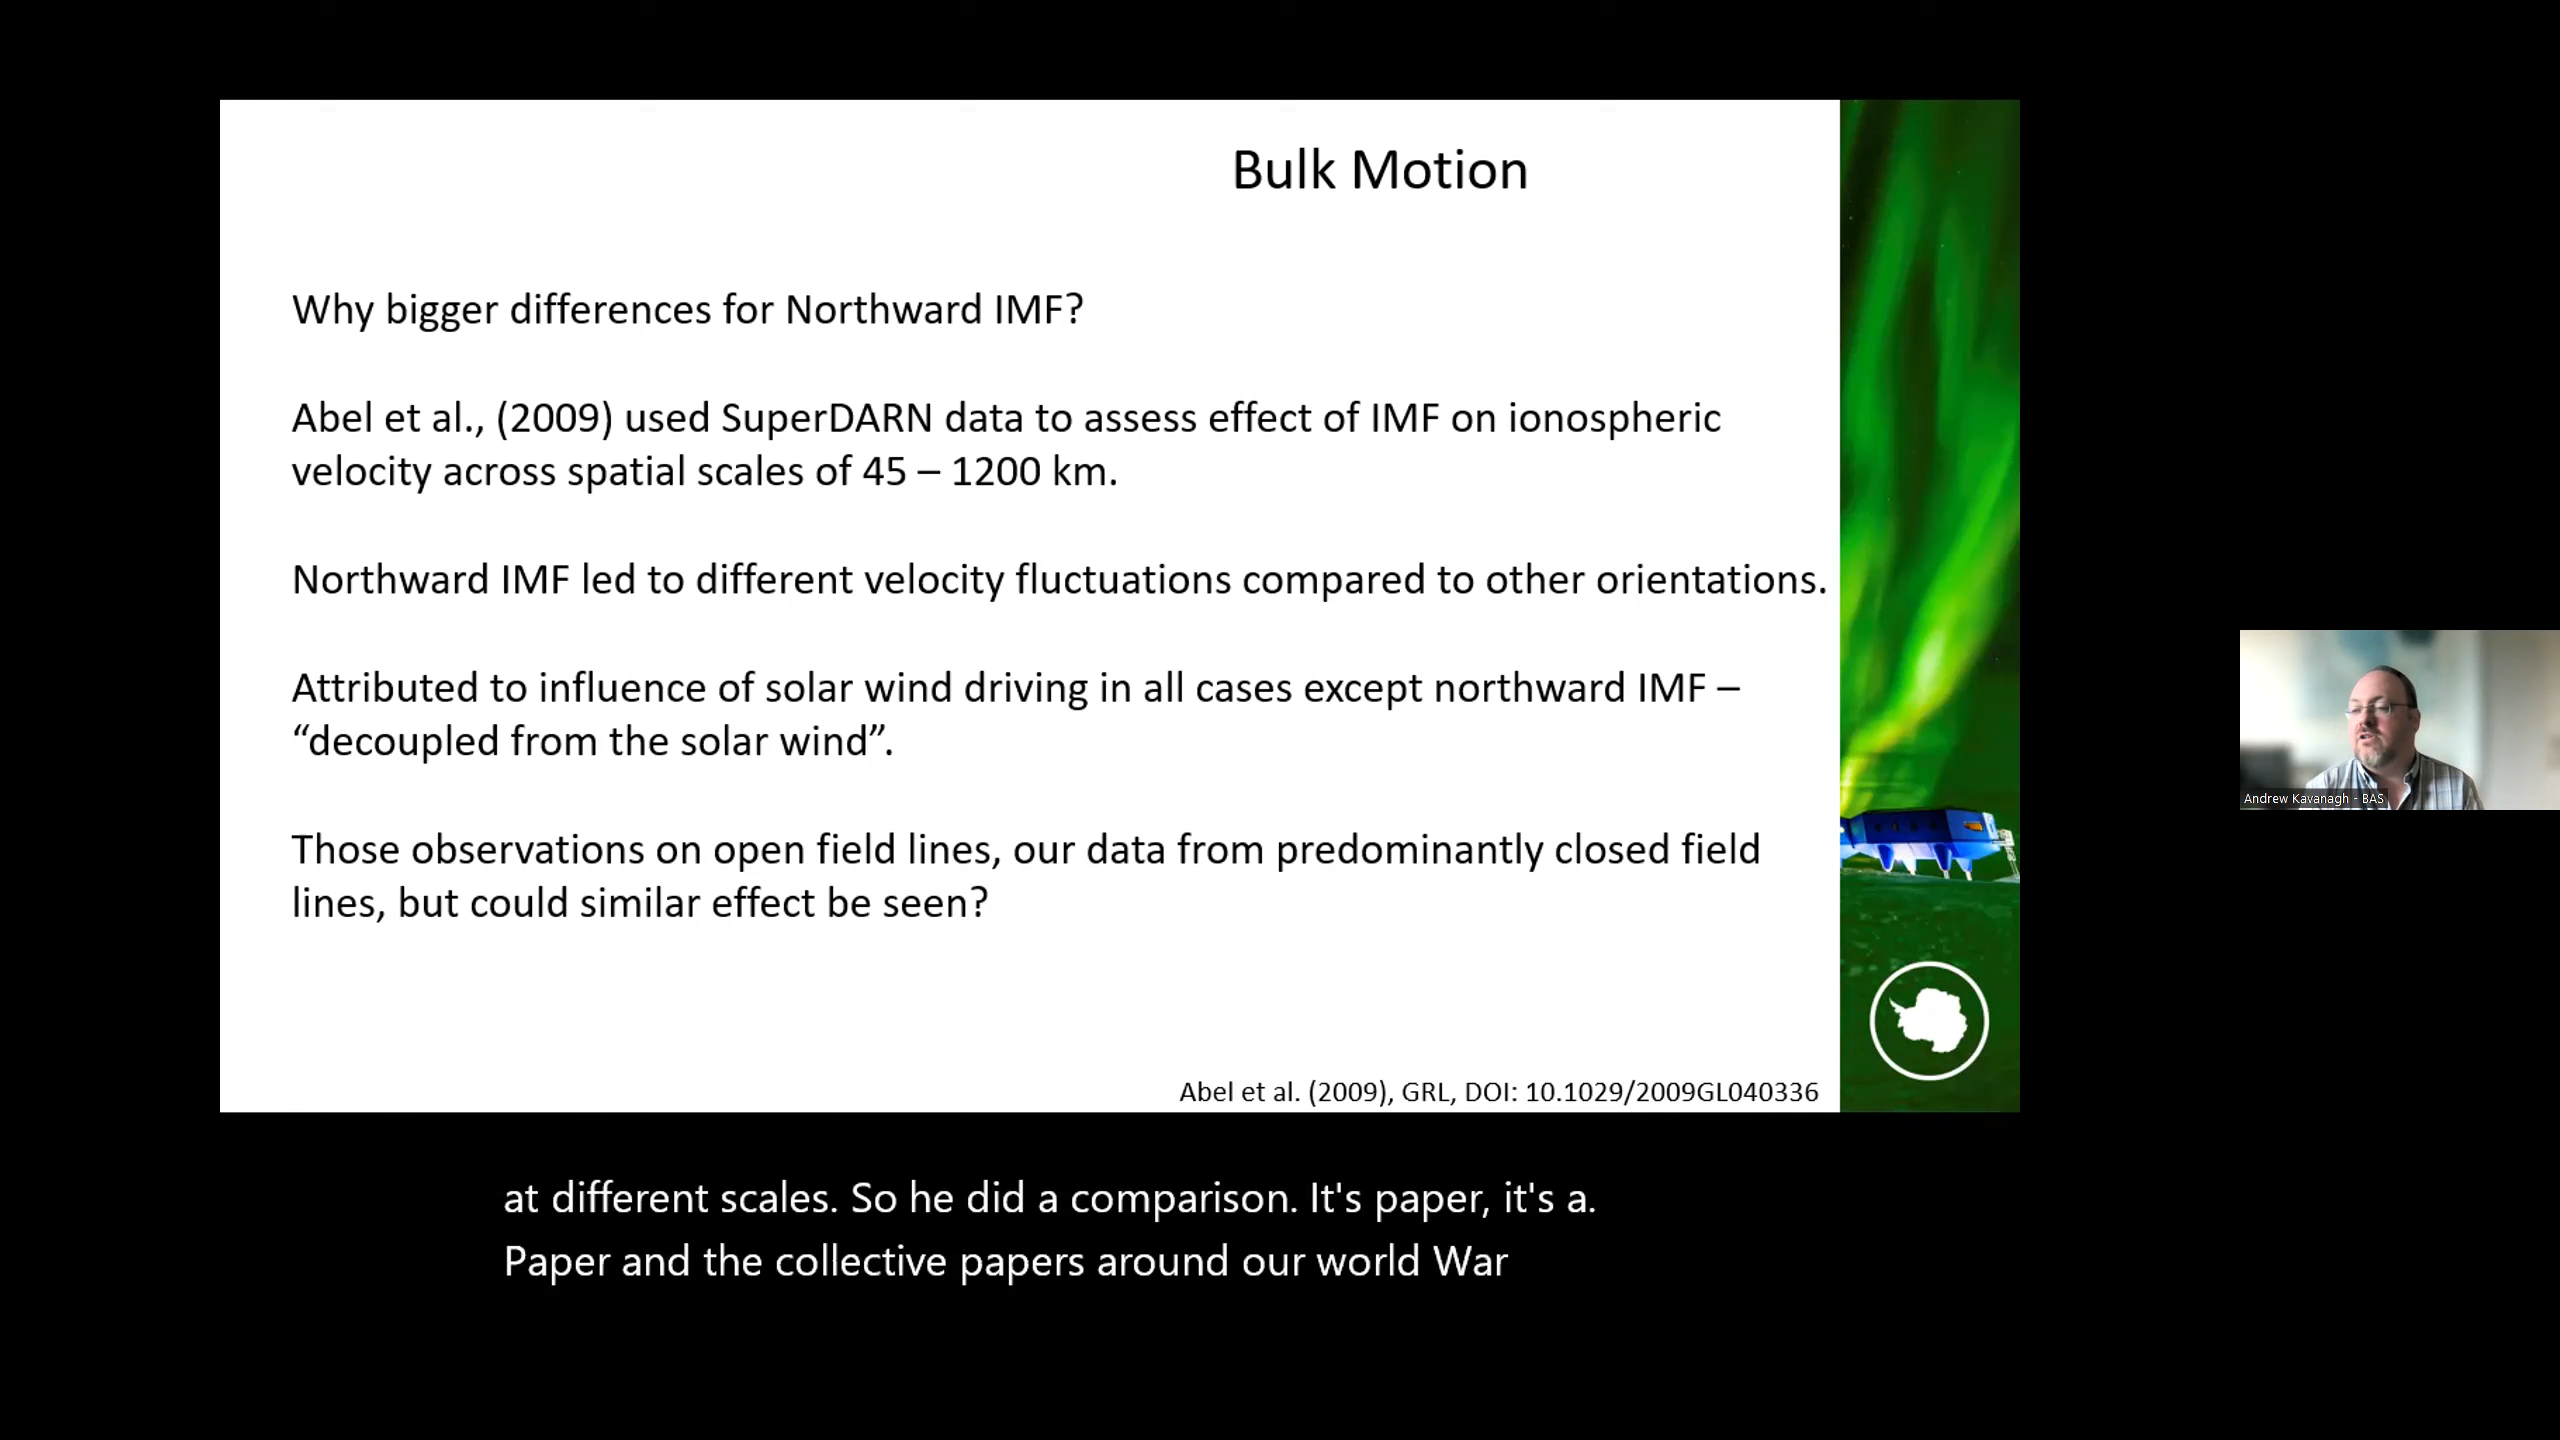 Bulk Motion
Why bigger differences for Northward IMF?
Abel et al., (2009) used SuperDARN data to assess effect of IMF on ionospheric
velocity across spatial scales of 45 – 1200 km.
Northward IMF led to different velocity fluctuations compared to other orientations.
Attributed to influence of solar wind driving in all cases except northward IMF –
“decoupled from the solar wind”.
Those observations on open field lines, our data from predominantly closed field
lines, but could similar effect be seen?
Abel et al. (2009), GRL, DOI: 10.1029/2009GL040336
Andrew Kavanagh - BAS
at different scales. So he did a comparison. It's paper, it's a.
Paper and the collective papers around our world War